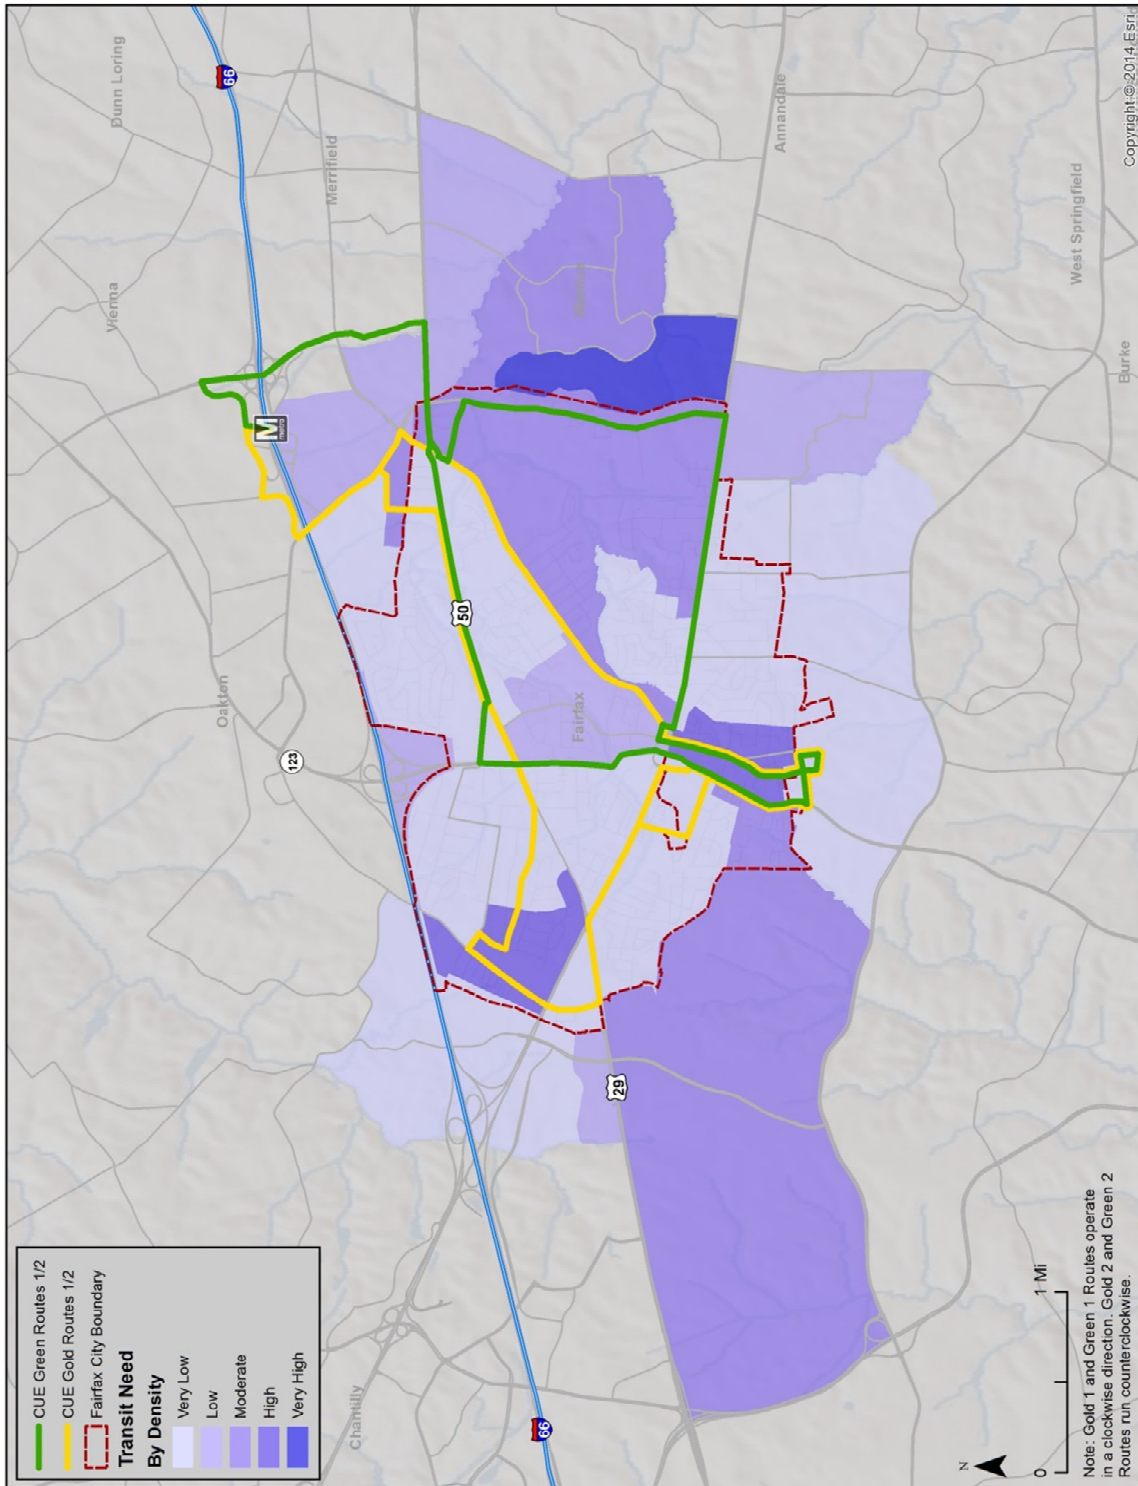 CUE Green Routes 1/2
CUE Gold Routes 1/2
Fairfax City Boundary
Transit Need
By Density
Very Low
Low
Moderate
High
Very High
Dunn Loring
66
Merrifield
Vienna
M
metro
Annandale
Oakton
123
50
Fairfax
West Springfield
Burke
Chantilly
29
66
N
0
1 Mi
Note: Gold 1 and Green 1 Routes operate
in a clockwise direction. Gold 2 and Green 2
Routes run counterclockwise.
Copyright:© 2014 Esri